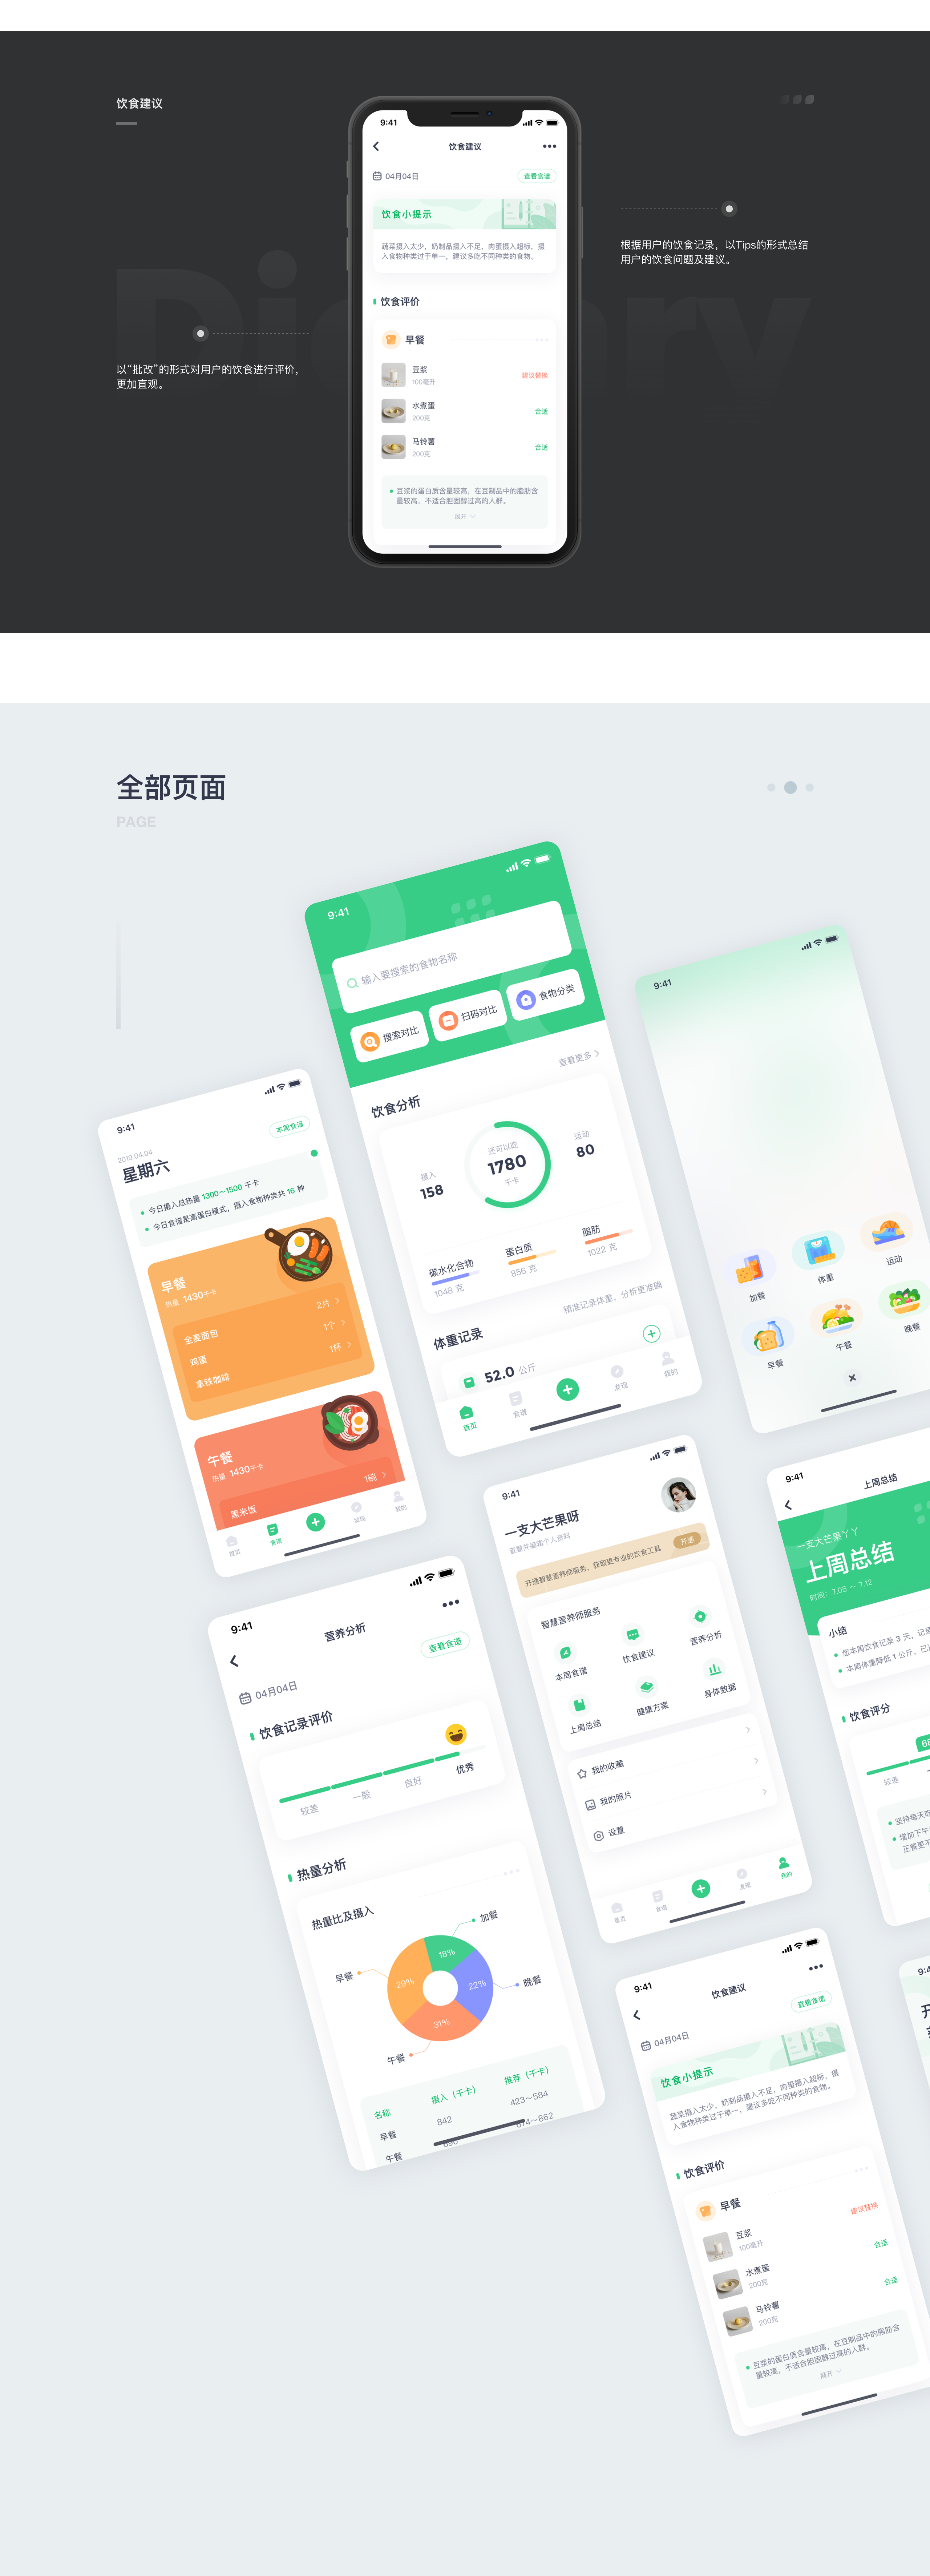 饮食建议
9:41
饮食建议
04月04日
查看食谱
饮食小提示
蔬菜摄入太少，奶制品摄入不足，肉蛋摄入超标，摄
入食物种类过于单一，建议多吃不同种类的食物。
根据用户的饮食记录，以Tips的形式总结
用户的饮食问题及建议。
饮食评价
早餐
以“批改”的形式对用户的饮食进行评价，
更加直观。
豆浆
100毫升
建议替换
水煮蛋
200克
合适
马铃薯
200克
合适
豆浆的蛋白质含量较高，在豆制品中的脂肪含
量较高，不适合胆固醇过高的人群。
展开
全部页面
PAGE
9:41
输入要搜索的食物名称
搜索对比
扫码对比
食物分类
饮食分析
查看更多
摄入
158
还可以吃
1780
千卡
运动
80
碳水化合物
1048 克
蛋白质
856 克
脂肪
1022 克
体重记录
精准记录体重，分析更准确
52.0 公斤
首页
食谱
发现
我的
9:41
加餐
体重
运动
早餐
午餐
晚餐
9:41
2019.04.04
星期六
本周食谱
今日摄入总热量 1300～1500 千卡
今日食谱是高蛋白模式，摄入食物种类共 16 种
早餐
热量 1430千卡
全麦面包
2片
鸡蛋
1个
拿铁咖啡
1杯
午餐
热量 1430千卡
黑米饭
1碗
首页
食谱
发现
我的
9:41
一支大芒果呀
查看并编辑个人资料
开通智慧营养师服务，获取更专业的饮食工具
开通
智慧营养师服务
本周食谱
饮食建议
营养分析
上周总结
健康方案
身体数据
我的收藏
我的照片
设置
首页
食谱
发现
我的
9:41
上周总结
一支大芒果丫丫
上周总结
时间：7.05 ~ 7.12
小结
您本周饮食记录 3 天，记录
本周体重降低 1 公斤，已
饮食评分
较差
坚持每天吃
增加下午
正餐更不
9:41
营养分析
查看食谱
04月04日
饮食记录评价
较差
一般
良好
优秀
热量分析
热量比及摄入
加餐
早餐
18%
29%
22%
晚餐
31%
午餐
名称
摄入（千卡）
推荐（千卡）
早餐
842
423~584
午餐
9:41
饮食建议
04月04日
查看食谱
饮食小提示
蔬菜摄入太少，奶制品摄入不足，肉蛋摄入超标，摄
入食物种类过于单一，建议多吃不同种类的食物。
饮食评价
早餐
豆浆
100毫升
建议替换
水煮蛋
200克
合适
马铃薯
200克
合适
豆浆的蛋白质含量较高，在豆制品中的脂肪含
量较高，不适合胆固醇过高的人群。
展开